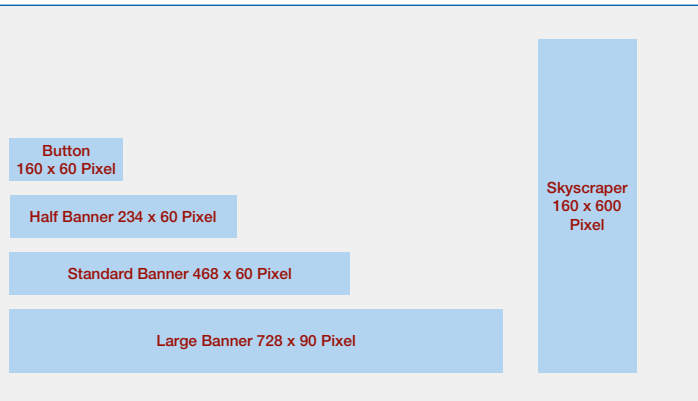 Button
160 x 60 Pixel
Half Banner 234 x 60 Pixel
Standard Banner 468 x 60 Pixel
Large Banner 728 x 90 Pixel
Skyscraper
160 x 600
Pixel